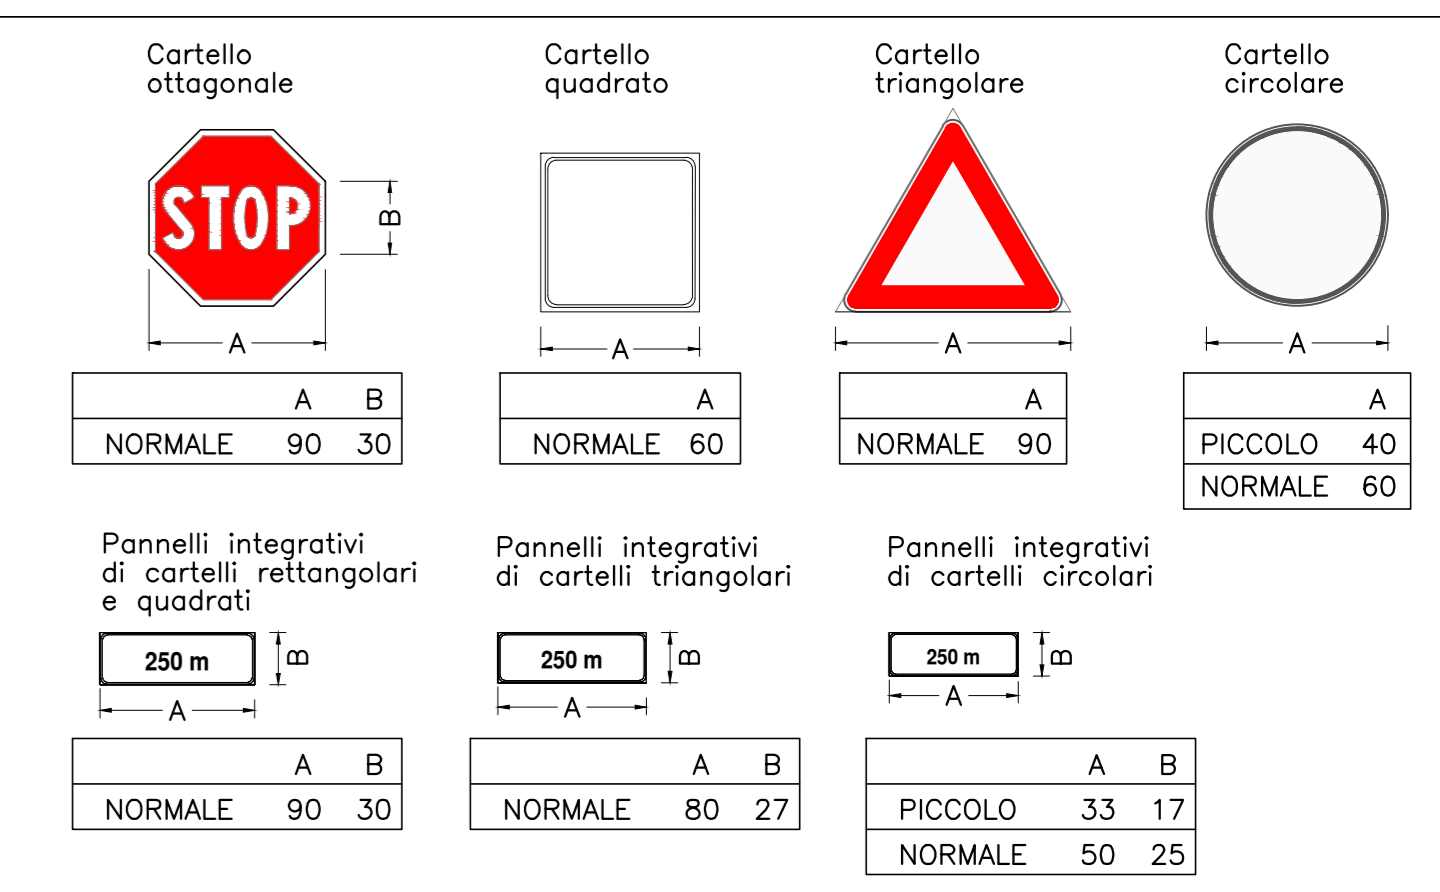 Cartello
ottagonale
STOP
B
A
A B
NORMALE 90 30
Cartello
quadrato
A
A
NORMALE 60
Cartello
triangolare
A
A
NORMALE 90
Cartello
circolare
A
A
PICCOLO 40
NORMALE 60
Pannelli integrativi
di cartelli rettangolari
e quadrati
250 m
B
A
A B
NORMALE 90 30
Pannelli integrativi
di cartelli triangolari
250 m
B
A
A B
NORMALE 80 27
Pannelli integrativi
di cartelli circolari
250 m
B
A
A B
PICCOLO 33 17
NORMALE 50 25